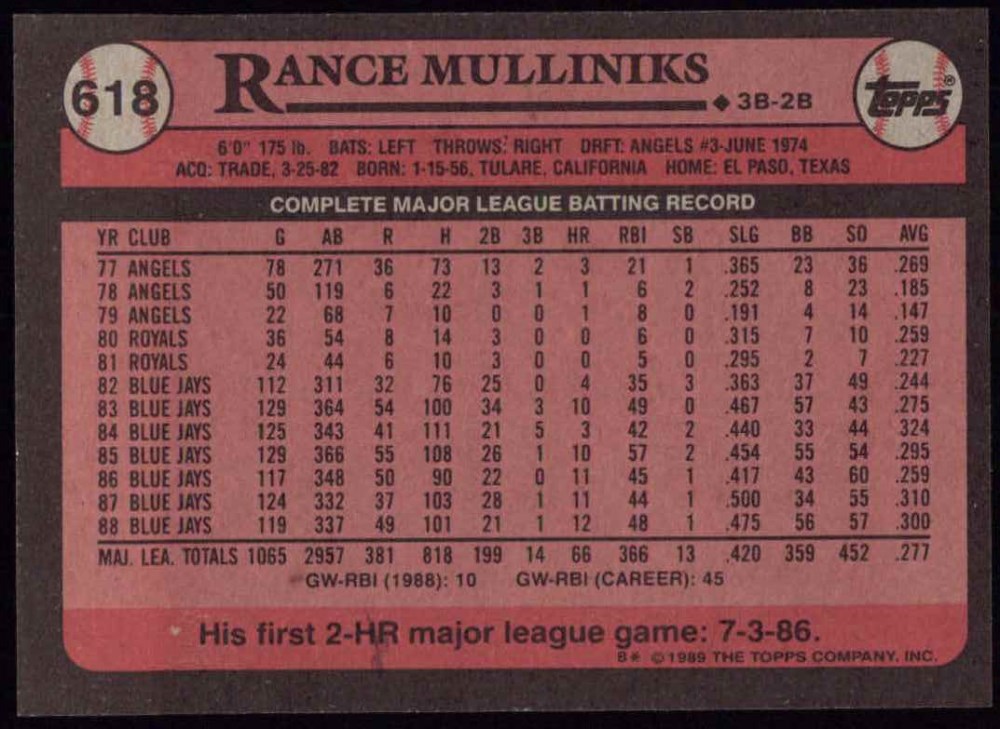 618
RANCE MULLINIKS
◆ 3B-2B
topps®
6'0" 175 lb. BATS: LEFT THROWS: RIGHT DRFT: ANGELS #3-JUNE 1974
ACQ: TRADE, 3-25-82 BORN: 1-15-56, TULARE, CALIFORNIA HOME: EL PASO, TEXAS
COMPLETE MAJOR LEAGUE BATTING RECORD
YR CLUB G AB R H 2B 3B HR RBI SB SLG BB SO AVG
77 ANGELS 78 271 36 73 13 2 3 21 1 .365 23 36 .269
78 ANGELS 50 119 6 22 3 1 1 6 2 .252 8 23 .185
79 ANGELS 22 68 7 10 0 0 1 8 0 .191 4 14 .147
80 ROYALS 36 54 8 14 3 0 0 6 0 .315 7 10 .259
81 ROYALS 24 44 6 10 3 0 0 5 0 .295 2 7 .227
82 BLUE JAYS 112 311 32 76 25 0 4 35 3 .363 37 49 .244
83 BLUE JAYS 129 364 54 100 34 3 10 49 0 .467 57 43 .275
84 BLUE JAYS 125 343 41 111 21 5 3 42 2 .440 33 44 .324
85 BLUE JAYS 129 366 55 108 26 1 10 57 2 .454 55 54 .295
86 BLUE JAYS 117 348 50 90 22 0 11 45 1 .417 43 60 .259
87 BLUE JAYS 124 332 37 103 28 1 11 44 1 .500 34 55 .310
88 BLUE JAYS 119 337 49 101 21 1 12 48 1 .475 56 57 .300
MAJ. LEA. TOTALS 1065 2957 381 818 199 14 66 366 13 .420 359 452 .277
GW-RBI (1988): 10 GW-RBI (CAREER): 45
His first 2-HR major league game: 7-3-86.
B* ©1989 THE TOPPS COMPANY, INC.